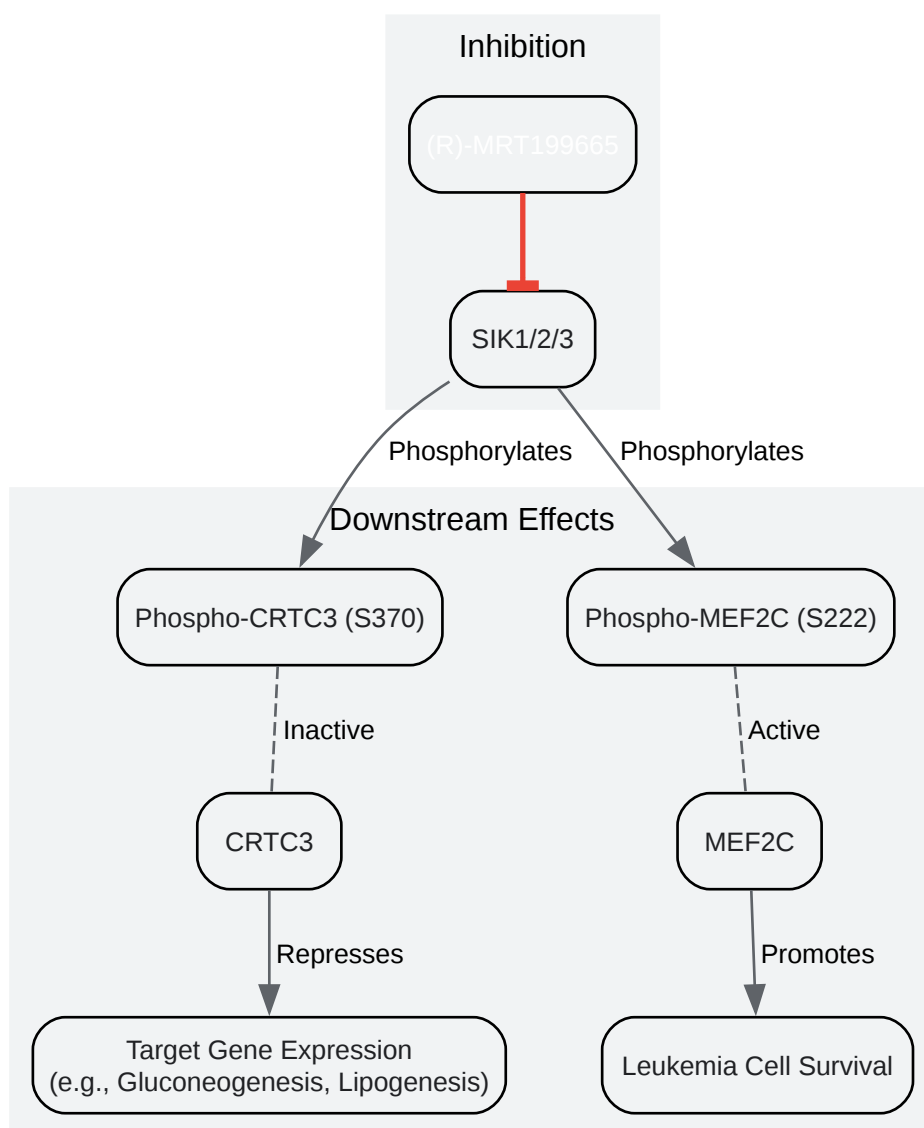 Inhibition
(R)-MRT199665
SIK1/2/3
Phosphorylates
Phosphorylates
Downstream Effects
Phospho-CRTC3 (S370)
Phospho-MEF2C (S222)
Inactive
Active
CRTC3
MEF2C
Represses
Promotes
Target Gene Expression
(e.g., Gluconeogenesis, Lipogenesis)
Leukemia Cell Survival